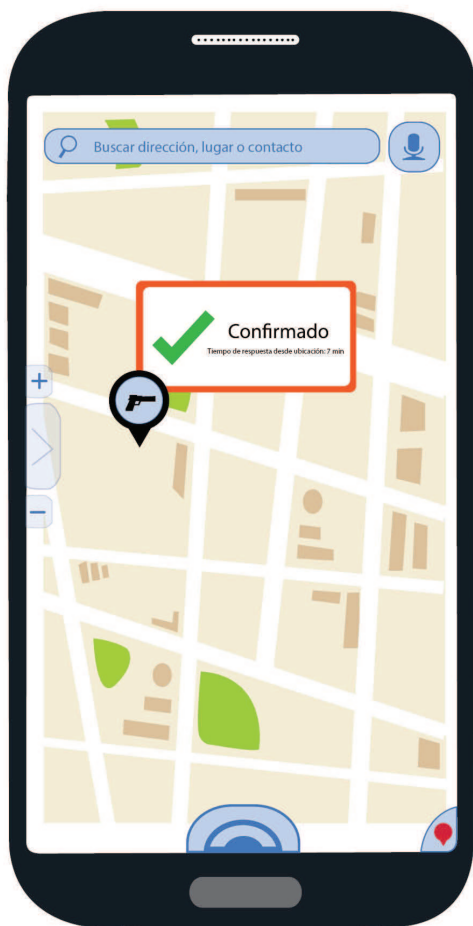 Buscar dirección, lugar o contacto
Confirmado
Tiempo de respuesta desde ubicación: 7 min